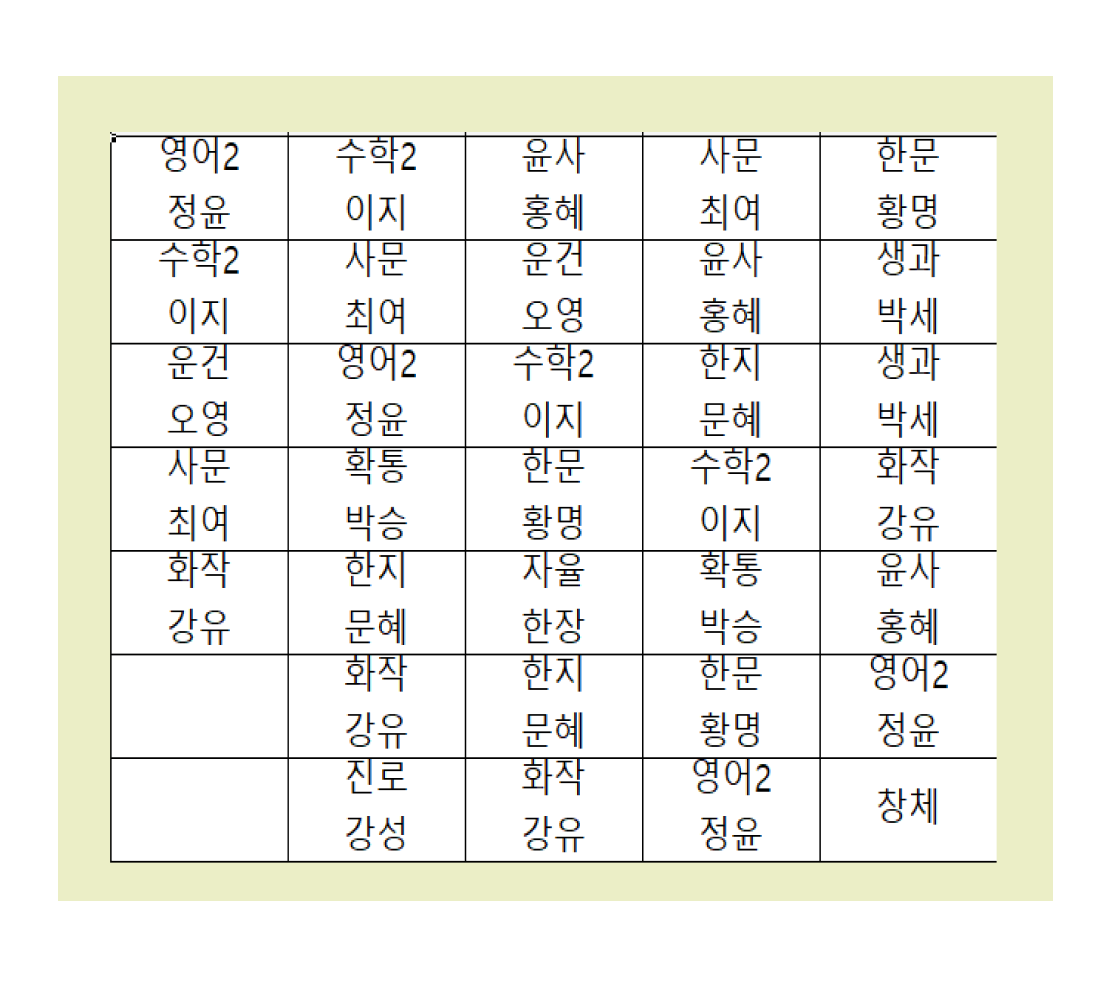 영어2 수학2 윤사 사문 한문
정윤 이지 홍혜 최여 황명
수학2 사문 운건 윤사 생과
이지 최여 오영 홍혜 박세
운건 영어2 수학2 한지 생과
오영 정윤 이지 문혜 박세
사문 확통 한문 수학2 화작
최여 박승 황명 이지 강유
화작 한지 자율 확통 윤사
강유 문혜 한장 박승 홍혜
화작 한지 한문 영어2
강유 문혜 황명 정윤
진로 화작 영어2 창체
강성 강유 정윤